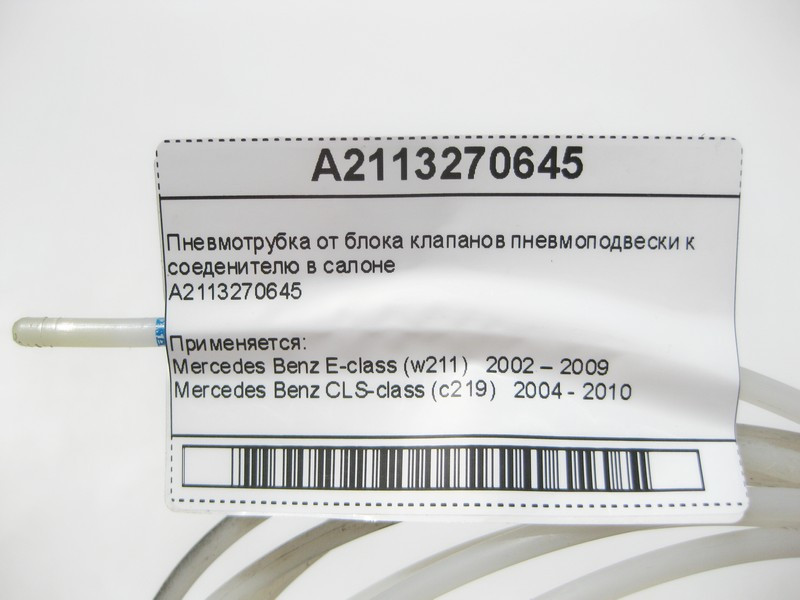 A2113270645
Пневмотрубка от блока клапанов пневмоподвески к
соеденителю в салоне
A2113270645
Применяется:
Mercedes Benz E-class (w211) 2002 – 2009
Mercedes Benz CLS-class (c219) 2004 - 2010